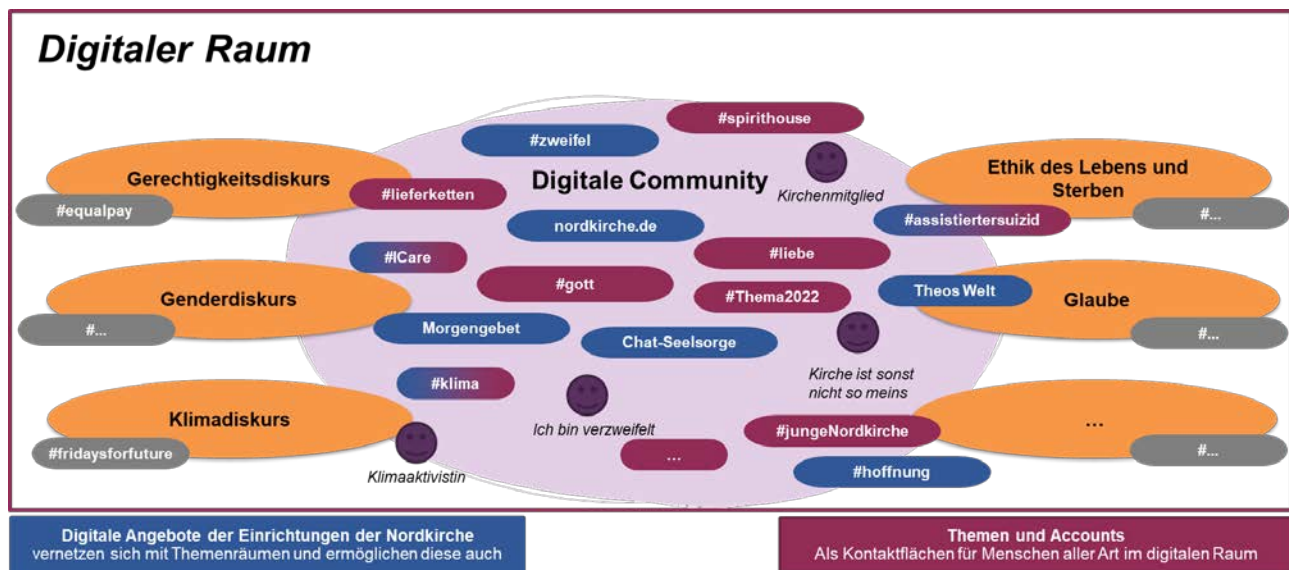 Digitaler Raum
#spirithouse
#zweifel
Gerechtigkeitsdiskurs
#equalpay
#lieferketten
Digitale Community
Kirchenmitglied
Ethik des Lebens und
Sterben
#assistiertersuizid
#...
nordkirche.de
#ICare
#liebe
#gott
#Thema2022
Genderdiskurs
#...
Theos Welt
Glaube
#...
Morgengebet
Chat-Seelsorge
Kirche ist sonst
nicht so meins
#klima
Ich bin verzweifelt
Klimadiskurs
#fridaysforfuture
Klimaaktivistin
#jungeNordkirche
...
...
#...
#hoffnung
Digitale Angebote der Einrichtungen der Nordkirche
vernetzen sich mit Themenräumen und ermöglichen diese auch
Themen und Accounts
Als Kontaktflächen für Menschen aller Art im digitalen Raum